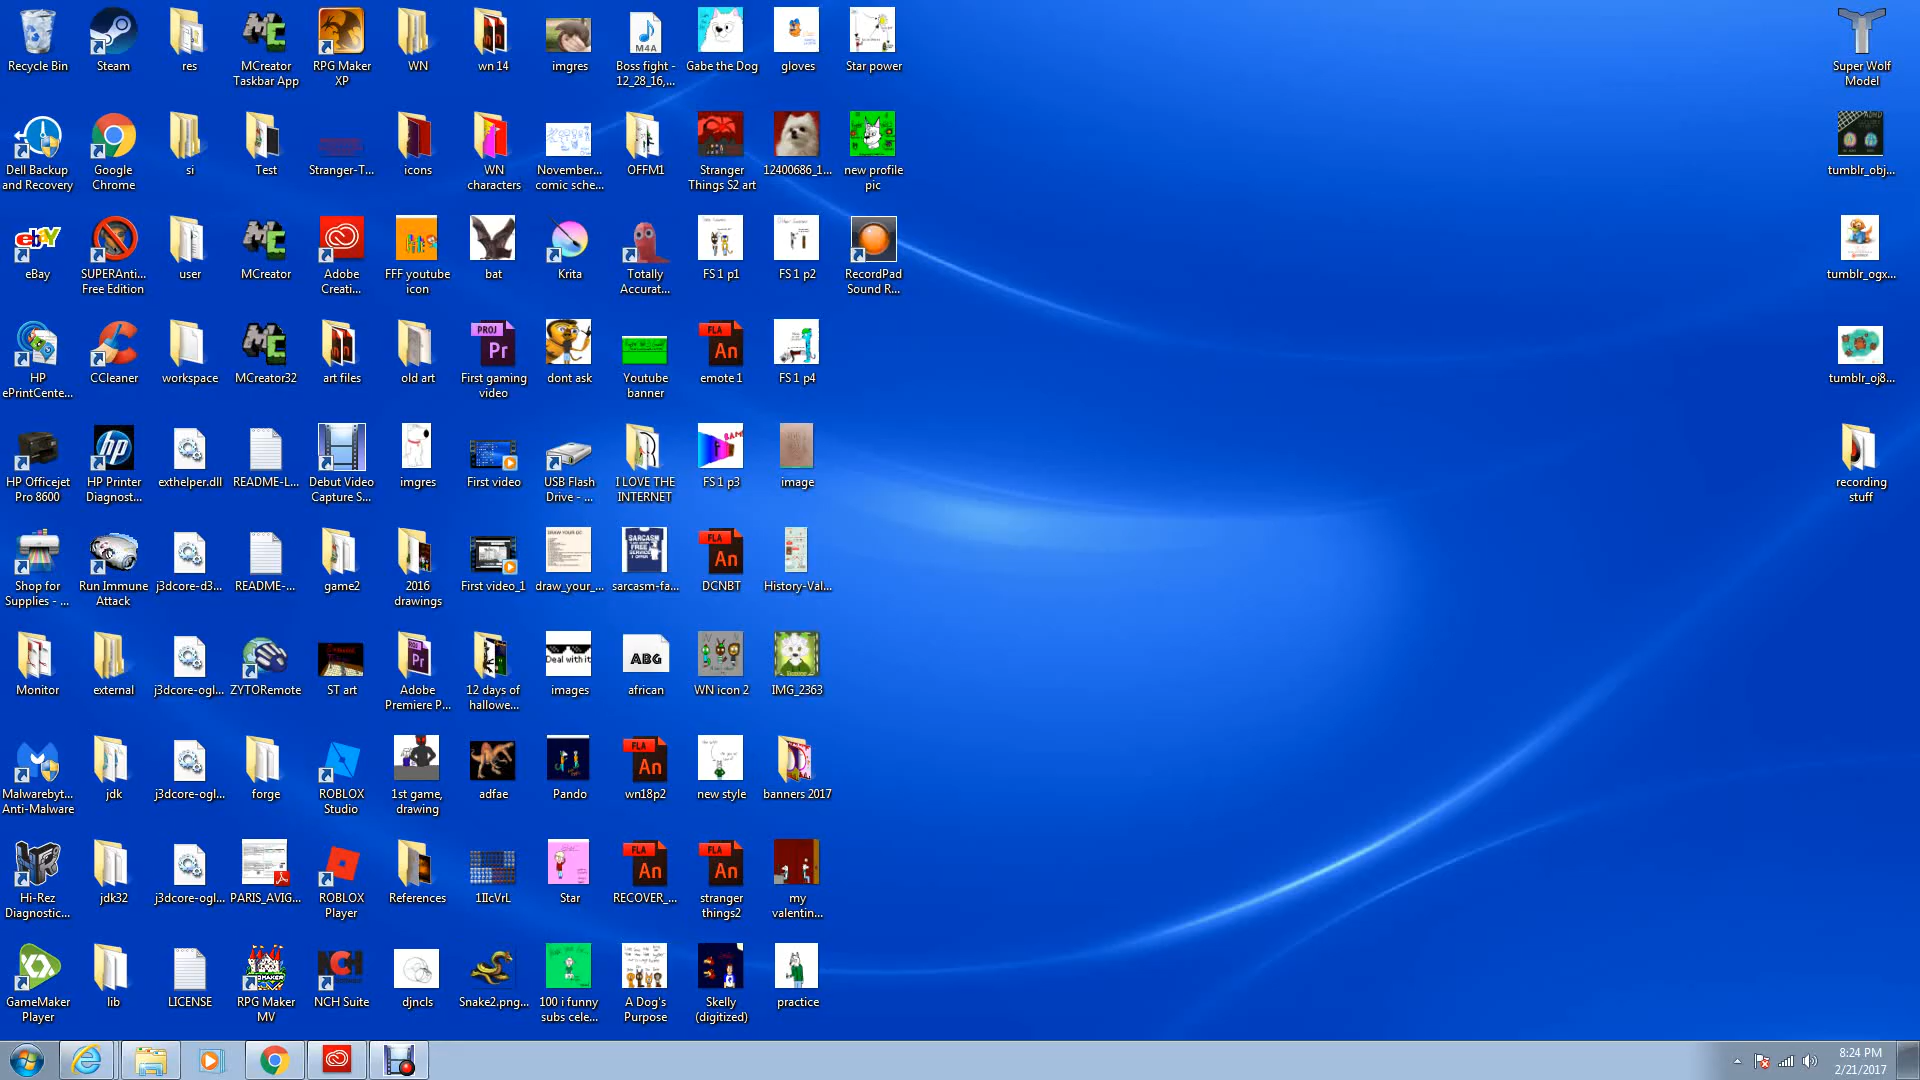 Recycle Bin
Steam
res
MCreator
Taskbar App
RPG Maker
XP
WN
wn 14
imgres
Boss fight -
12_28_16,...
Gabe the Dog
gloves
Star power
Super Wolf
Model
Dell Backup
and Recovery
Google
Chrome
si
Test
Stranger-T...
icons
WN
characters
November...
comic sche...
OFFM1
Stranger
Things S2 art
12400686_1...
new profile
pic
tumblr_obj...
eBay
SUPERAnti...
Free Edition
user
MCreator
Adobe
Creati...
FFF youtube
icon
bat
Krita
Totally
Accurat...
FS 1 p1
FS 1 p2
RecordPad
Sound R...
tumblr_ogx...
HP
ePrintCente...
CCleaner
workspace
MCreator32
art files
old art
First gaming
video
dont ask
Youtube
banner
emote 1
FS 1 p4
tumblr_oj8...
HP Officejet
Pro 8600
HP Printer
Diagnost...
exthelper.dll
README-L...
Debut Video
Capture S...
imgres
First video
USB Flash
Drive - ...
I LOVE THE
INTERNET
FS 1 p3
image
recording
stuff
Shop for
Supplies - ...
Run Immune
Attack
j3dcore-d3...
README-...
game2
2016
drawings
First video_1
draw_your_...
sarcasm-fa...
DCNBT
History-Val...
Monitor
external
j3dcore-ogl...
ZYTORemote
ST art
Adobe
Premiere P...
12 days of
hallowe...
images
african
WN icon 2
IMG_2363
Malwarebyt...
Anti-Malware
jdk
j3dcore-ogl...
forge
ROBLOX
Studio
1st game,
drawing
adfae
Pando
wn18p2
new style
banners 2017
Hi-Rez
Diagnostic...
jdk32
j3dcore-ogl...
PARIS_AVIG...
ROBLOX
Player
References
1IIcVrL
Star
RECOVER_...
stranger
things2
my
valentin...
GameMaker
Player
lib
LICENSE
RPG Maker
MV
NCH Suite
djncls
Snake2.png...
100 i funny
subs cele...
A Dog's
Purpose
Skelly
(digitized)
practice
8:24 PM
2/21/2017